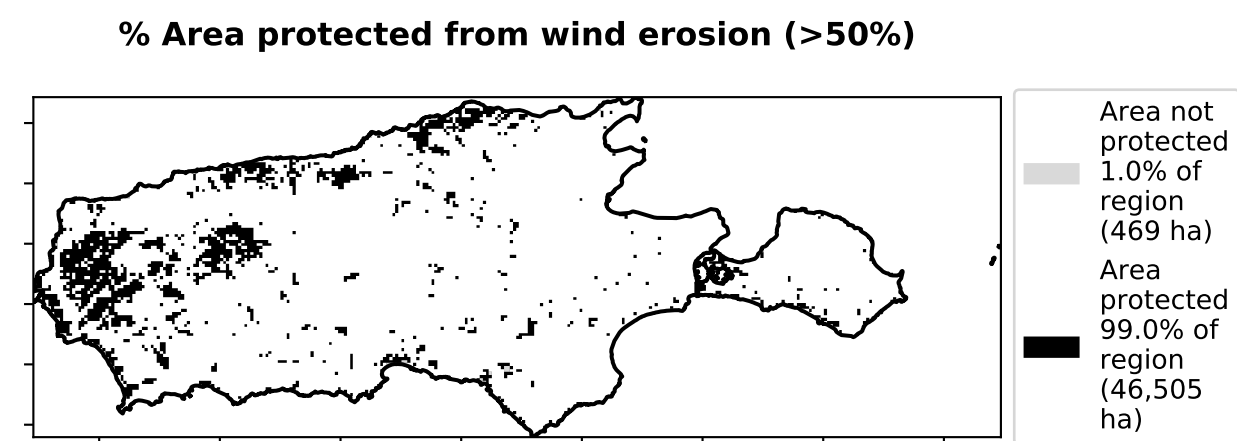 % Area protected from wind erosion (>50%)
Area not
protected
1.0% of
region
(469 ha)
Area
protected
99.0% of
region
(46,505
ha)